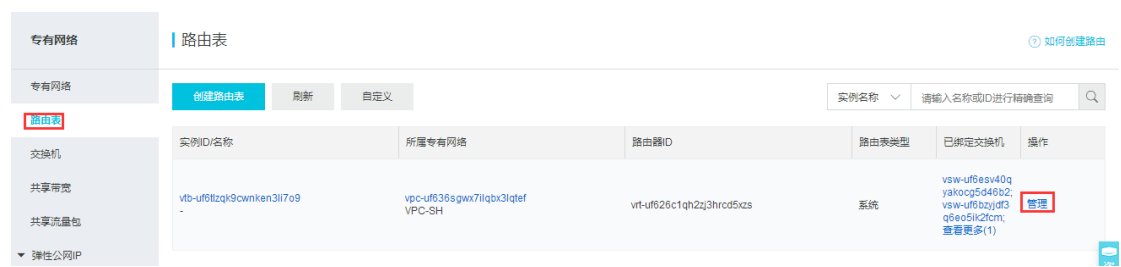 专有网络
路由表
如何创建路由
专有网络
创建路由表 刷新 自定义
实例名称 请输入名称或ID进行精确查询
路由表
实例ID/名称 所属专有网络 路由器ID 路由表类型 已绑定交换机 操作
交换机
共享带宽
共享流量包
弹性公网IP
vtb-uf6tlzqk9cwnken3li7o9
-
vpc-uf636sgwx7ilqbx3lqtef
VPC-SH
vrt-uf626c1qh2zj3hrcd5xzs
系统
vsw-uf6esv40q
yakocg5d46b2;
vsw-uf6bzyjdf3
q6eo5ik2fcm;
查看更多(1)
管理